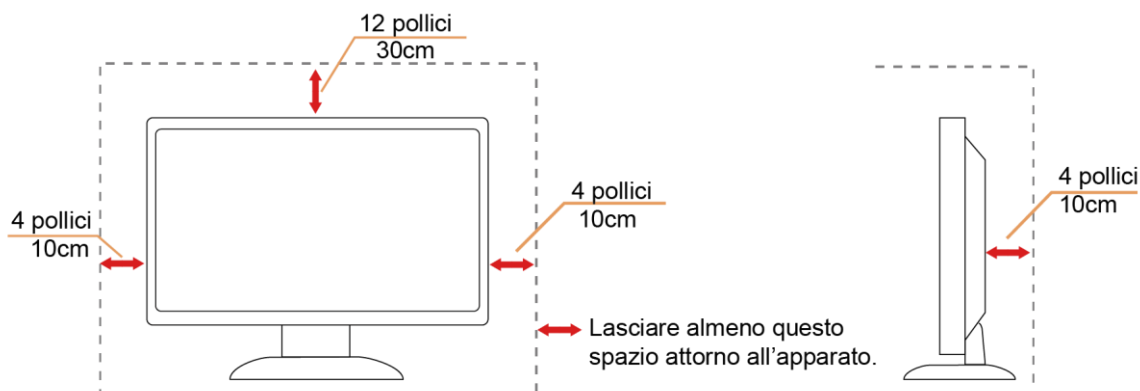 12 pollici
30cm
4 pollici
10cm
4 pollici
10cm
Lasciare almeno questo
spazio attorno all’apparato.
4 pollici
10cm